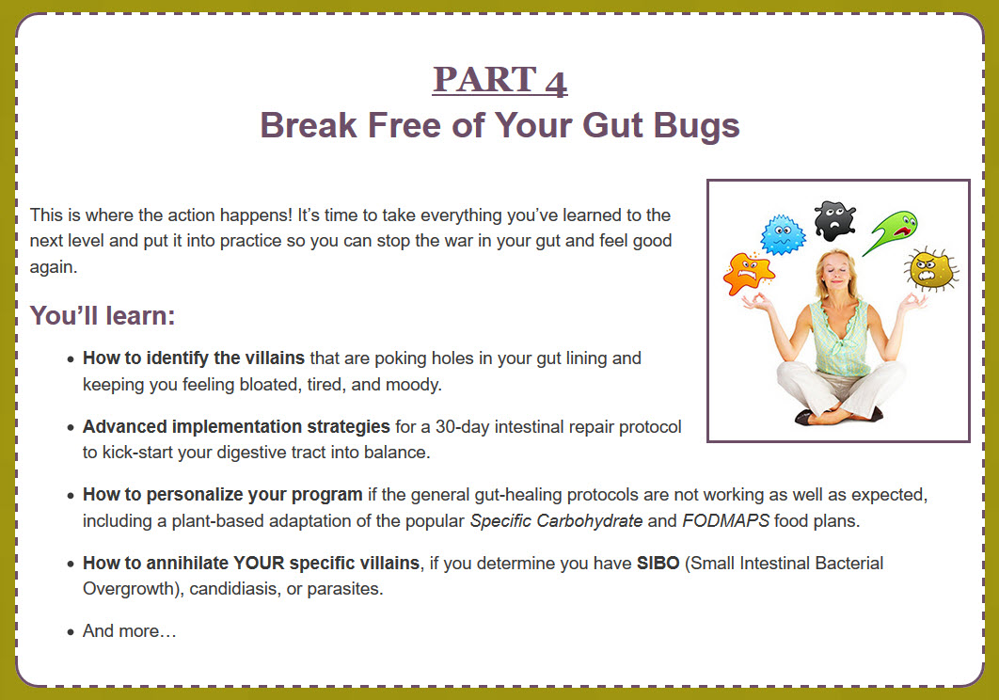 PART 4
Break Free of Your Gut Bugs
This is where the action happens! It’s time to take everything you’ve learned to the
next level and put it into practice so you can stop the war in your gut and feel good
again.
You’ll learn:
• How to identify the villains that are poking holes in your gut lining and
keeping you feeling bloated, tired, and moody.
• Advanced implementation strategies for a 30-day intestinal repair protocol
to kick-start your digestive tract into balance.
• How to personalize your program if the general gut-healing protocols are not working as well as expected,
including a plant-based adaptation of the popular Specific Carbohydrate and FODMAPS food plans.
• How to annihilate YOUR specific villains, if you determine you have SIBO (Small Intestinal Bacterial
Overgrowth), candidiasis, or parasites.
• And more…